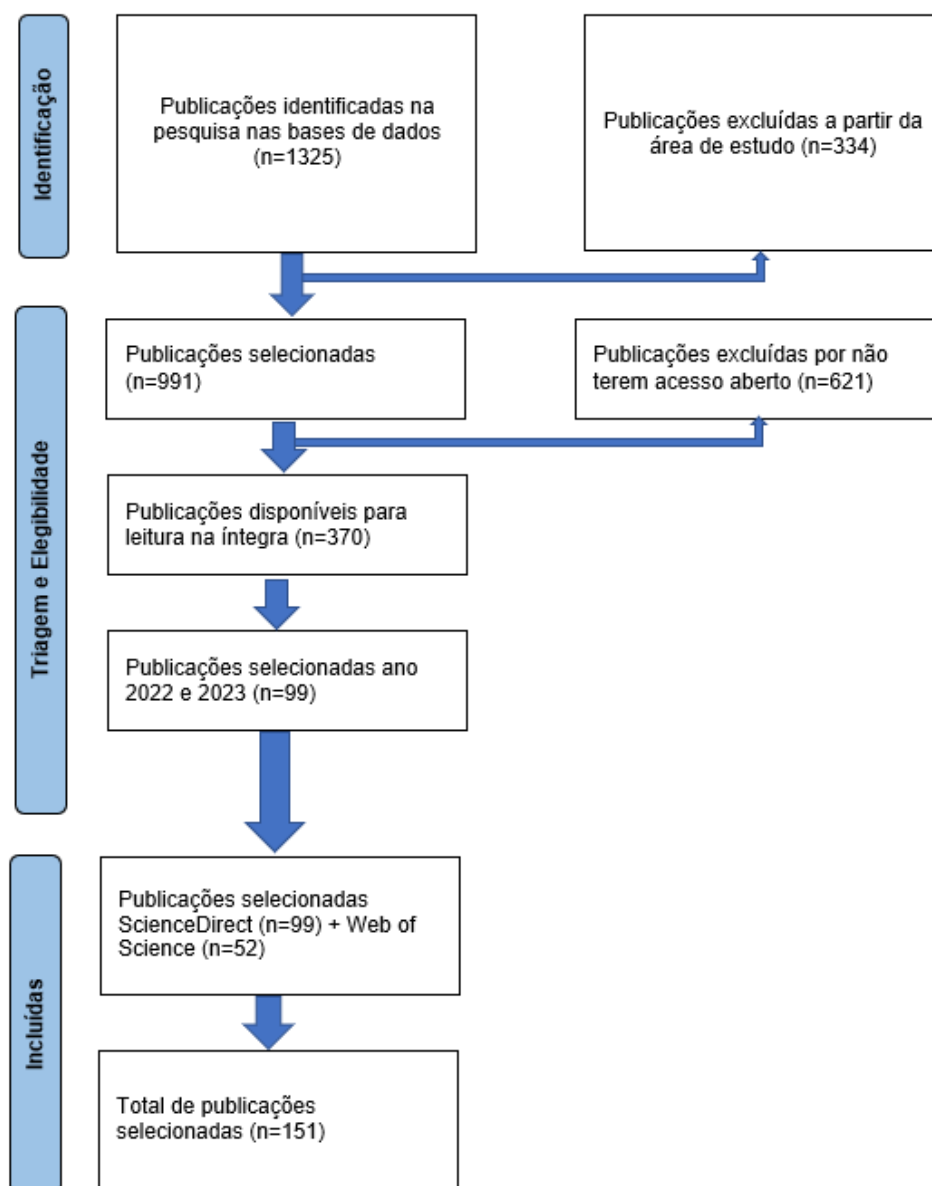 Identificação
Publicações identificadas na
pesquisa nas bases de dados
(n=1325)
Publicações excluídas a partir da
área de estudo (n=334)
Triagem e Elegibilidade
Publicações selecionadas
(n=991)
Publicações excluídas por não
terem acesso aberto (n=621)
Publicações disponíveis para
leitura na íntegra (n=370)
Publicações selecionadas ano
2022 e 2023 (n=99)
Incluídas
Publicações selecionadas
ScienceDirect (n=99) + Web of
Science (n=52)
Total de publicações
selecionadas (n=151)